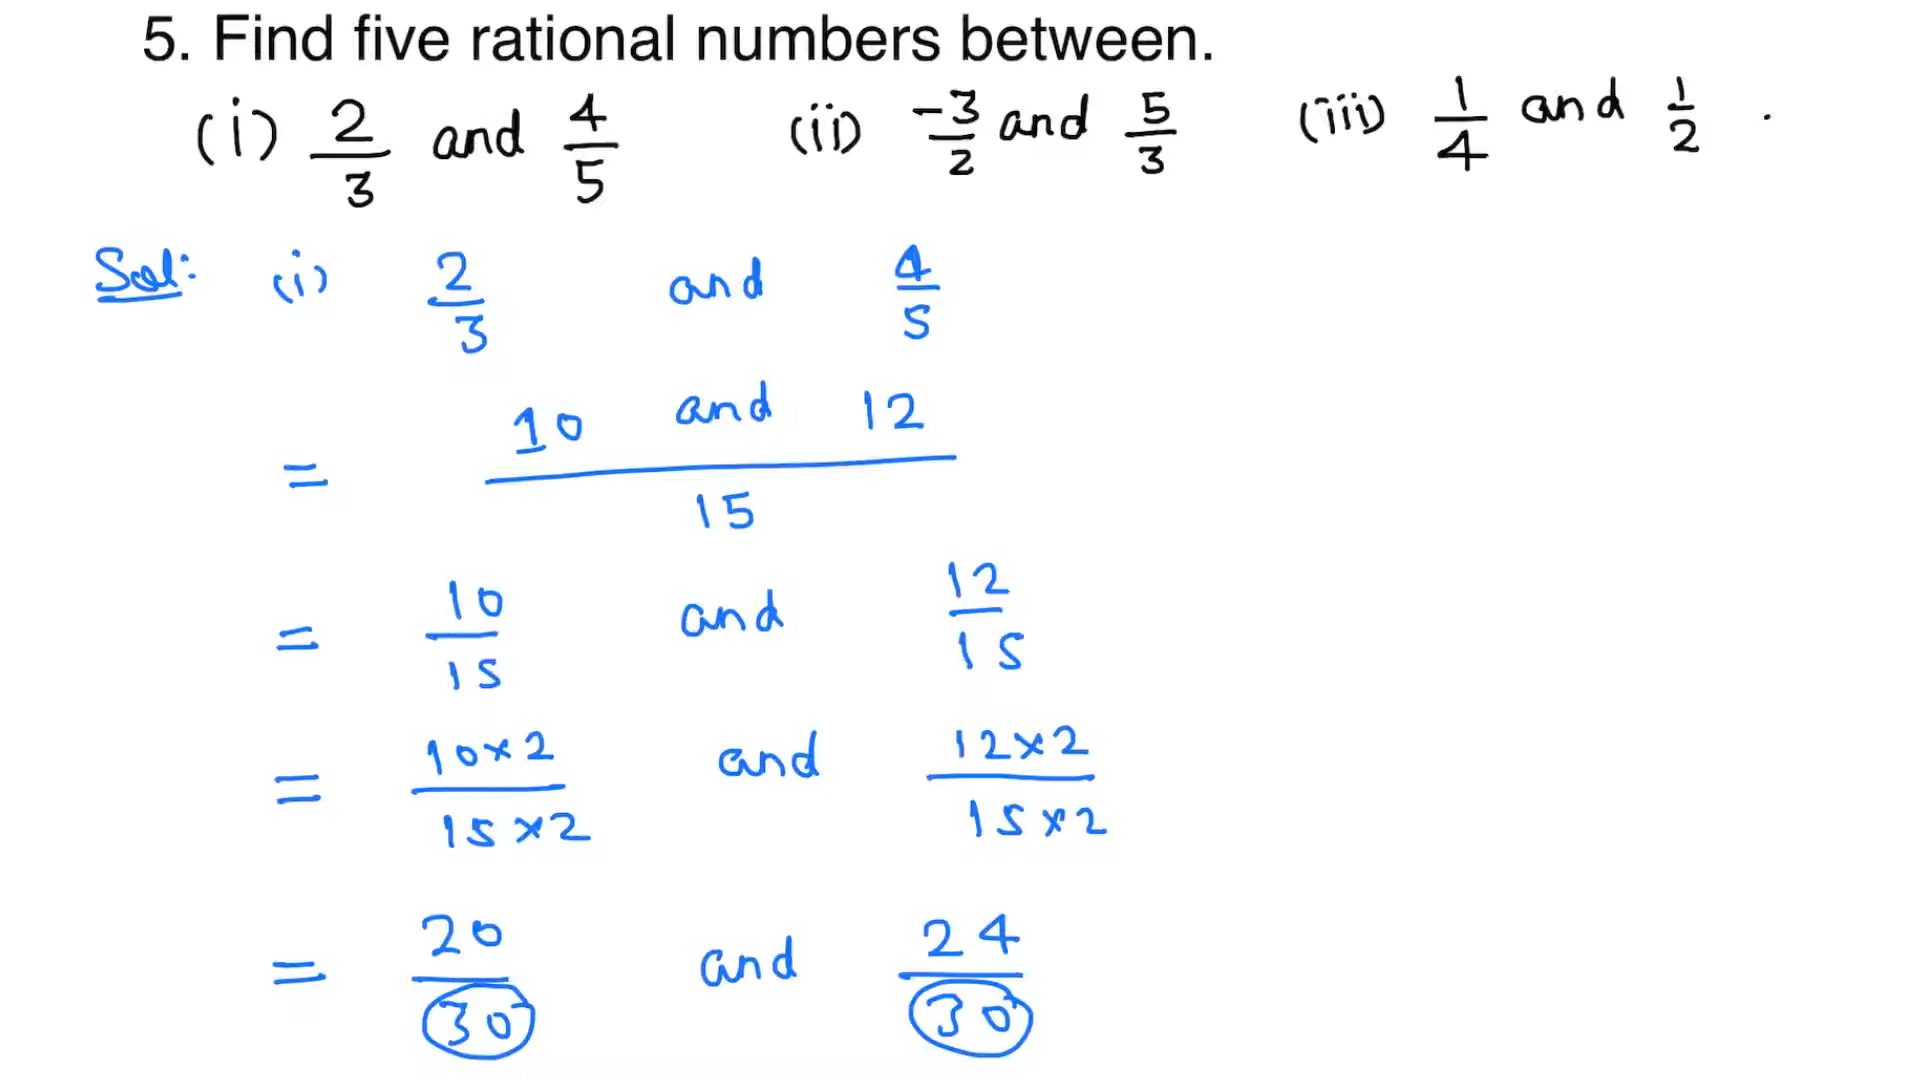 5. Find five rational numbers between.
(i) 2/3 and 4/5 (ii) -3/2 and 5/3 (iii) 1/4 and 1/2 .
Sol: (i) 2/3 and 4/5
= 10 and 12 / 15
= 10/15 and 12/15
= 10×2/15×2 and 12×2/15×2
= 20/30 and 24/30